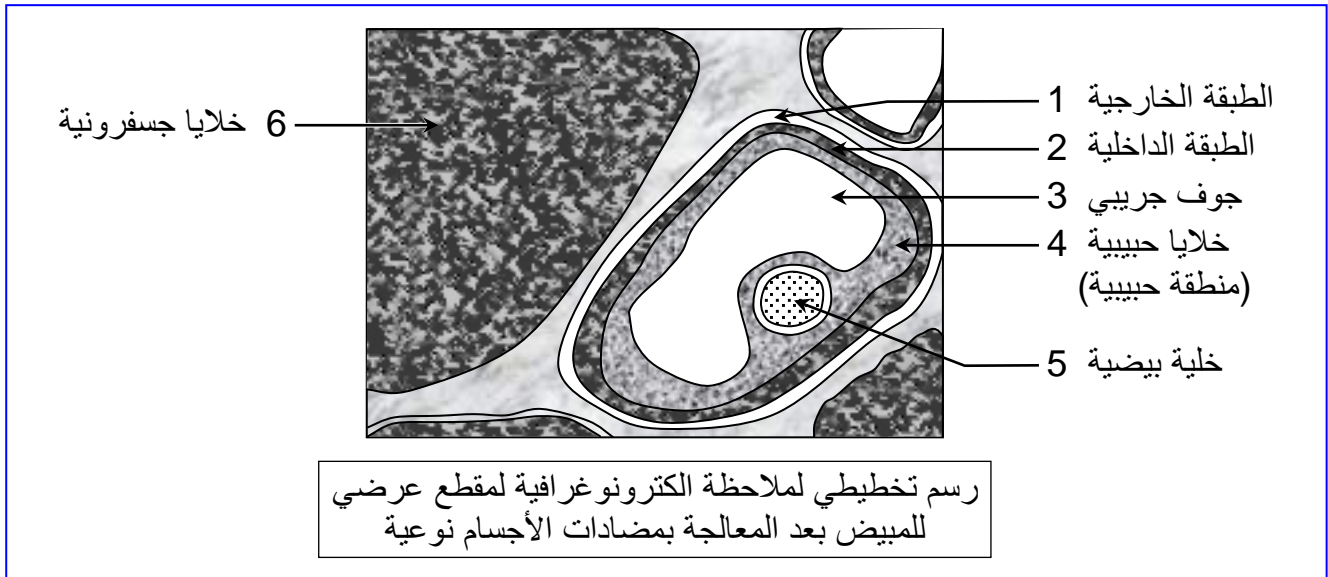 الطبقة الخارجية 1
الطبقة الداخلية 2
جوف جريبي 3
خلايا حبيبية 4
(منطقة حبيبية)
خلية بيضية 5
6 خلايا جسفرونية
رسم تخطيطي لملاحظة الكترونوغرافية لمقطع عرضي
للمبيض بعد المعالجة بمضادات الأجسام نوعية